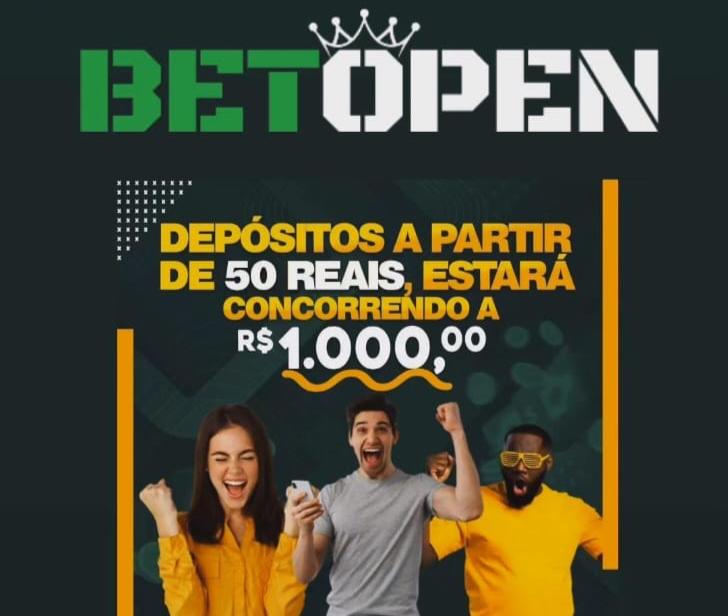 BETOPEN
DEPÓSITOS A PARTIR
DE 50 REAIS, ESTARÁ
CONCORRENDO A
R$1.000,00